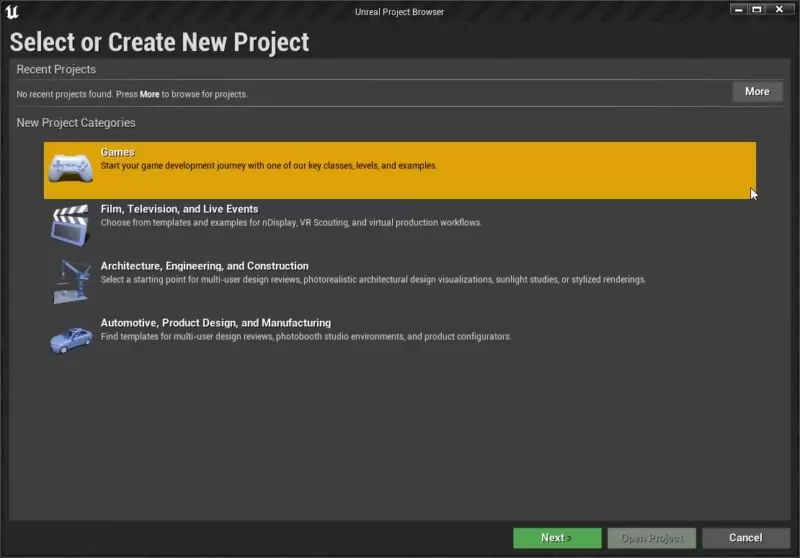 Unreal Project Browser
Select or Create New Project
Recent Projects
No recent projects found. Press More to browse for projects.
More
New Project Categories
Games
Start your game development journey with one of our key classes, levels, and examples.
Film, Television, and Live Events
Choose from templates and examples for nDisplay, VR Scouting, and virtual production workflows.
Architecture, Engineering, and Construction
Select a starting point for multi-user design reviews, photorealistic architectural design visualizations, sunlight studies, or stylized renderings.
Automotive, Product Design, and Manufacturing
Find templates for multi-user design reviews, photobooth studio environments, and product configurators.
Next >
Open Project
Cancel